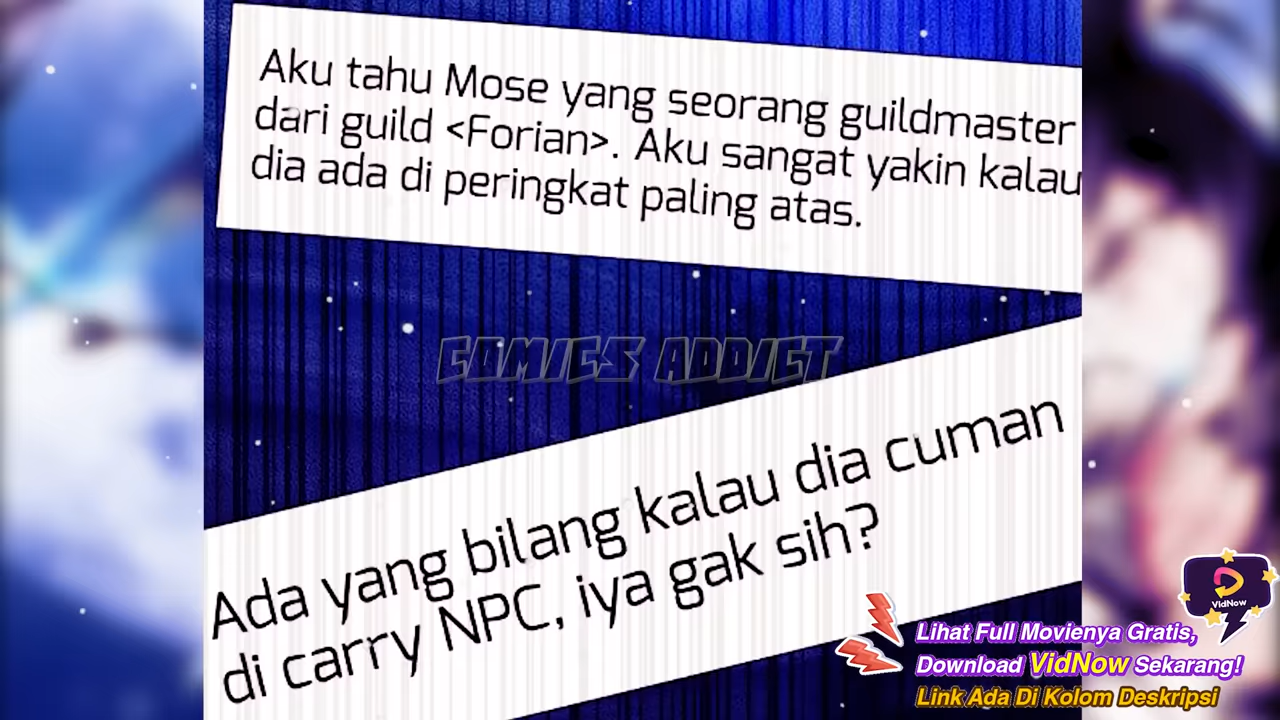 Aku tahu Mose yang seorang guildmaster
dari guild <Forian>. Aku sangat yakin kalau
dia ada di peringkat paling atas.
COMICS ADDICT
Ada yang bilang kalau dia cuman
di carry NPC, iya gak sih?
VidNow
Lihat Full Movienya Gratis,
Download VidNow Sekarang!
Link Ada Di Kolom Deskripsi